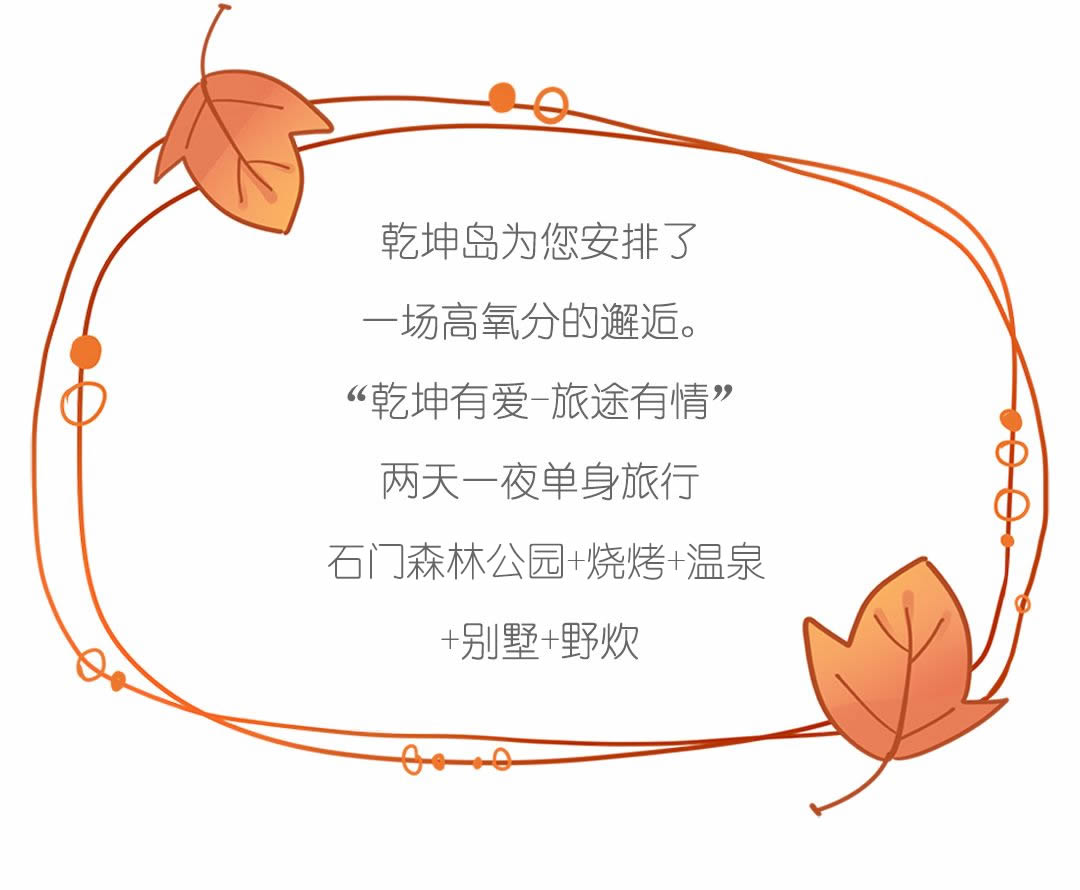 乾坤岛为您安排了
一场高氧分的邂逅。
“乾坤有爱-旅途有情”
两天一夜单身旅行
石门森林公园+烧烤+温泉
+别墅+野炊